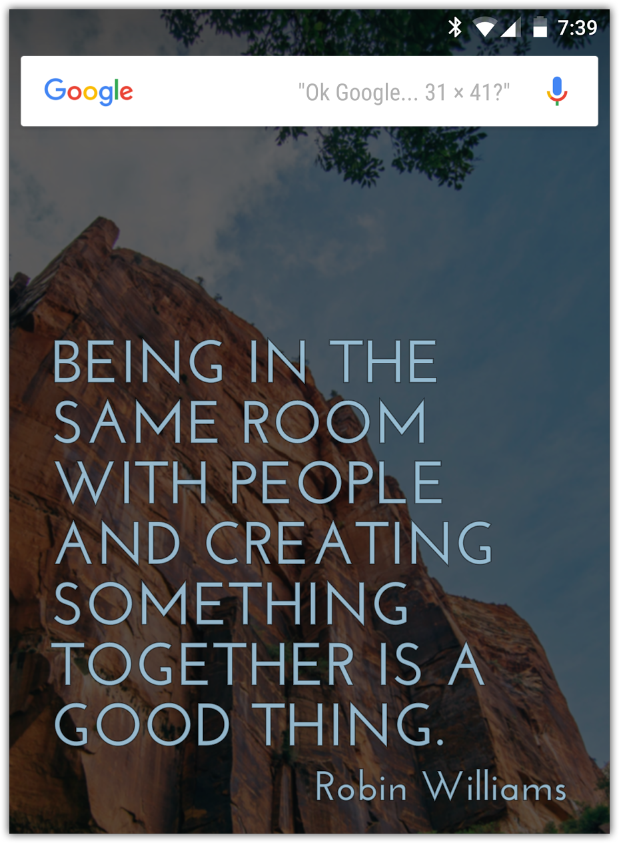 7:39
Google "Ok Google... 31 × 41?"
BEING IN THE
SAME ROOM
WITH PEOPLE
AND CREATING
SOMETHING
TOGETHER IS A
GOOD THING.
Robin Williams